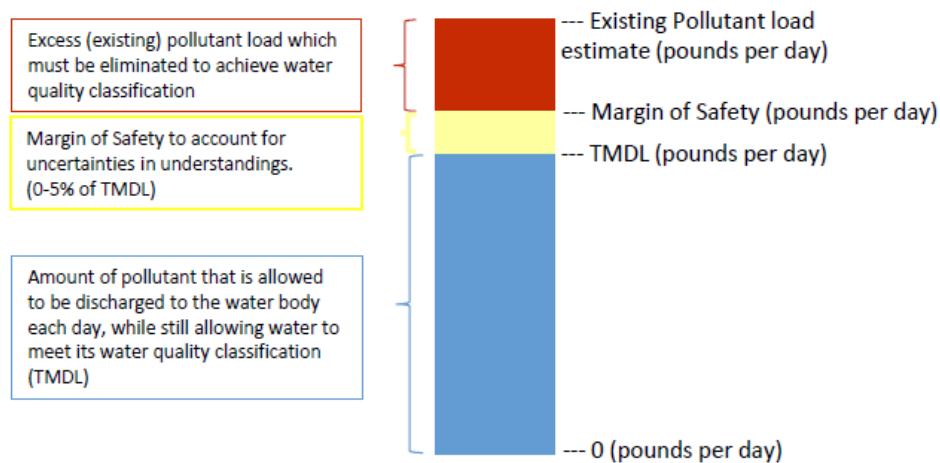 Excess (existing) pollutant load which
must be eliminated to achieve water
quality classification
Margin of Safety to account for
uncertainties in understandings.
(0-5% of TMDL)
Amount of pollutant that is allowed
to be discharged to the water body
each day, while still allowing water to
meet its water quality classification
(TMDL)
--- Existing Pollutant load
estimate (pounds per day)
--- Margin of Safety (pounds per day)
--- TMDL (pounds per day)
--- 0 (pounds per day)